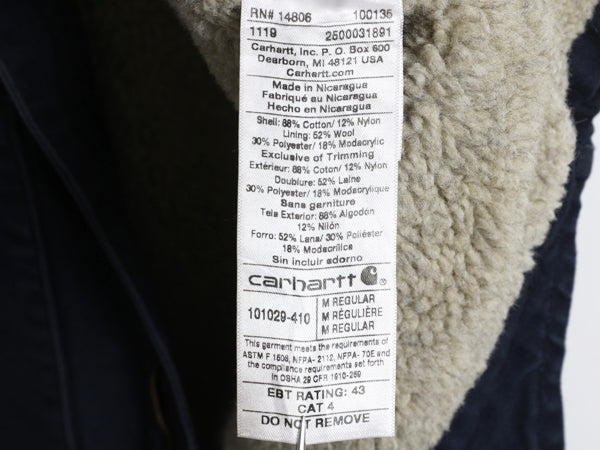 RN# 14806 100136
1119 2500031891
Carhartt, Inc. P. O. Box 600
Dearborn, MI 48121 USA
Carhartt.com
Made in Nicaragua
Fabriqué au Nicaragua
Hecho en Nicaragua
Shell: 88% Cotton/ 12% Nylon
Lining: 52% Wool
30% Polyester/ 18% Modacrylic
Exclusive of Trimming
Extérieur: 88% Coton/ 12% Nylon
Doublure: 52% Laine
30% Polyester/ 18% Modacrylique
Sans garniture
Tela Exterior: 88% Algodón
12% Nilón
Forro: 52% Lana/ 30% Poliéster
18% Modacrílica
Sin incluir adorno
carhartt
101029-410
M REGULAR
M RÉGULIÈRE
M REGULAR
This garment meets the requirements of
ASTM F 1506, NFPA- 2112, NFPA- 70E and
the compliance requirements set forth
in OSHA 29 CFR 1910-269
EBT RATING: 43
CAT 4
DO NOT REMOVE